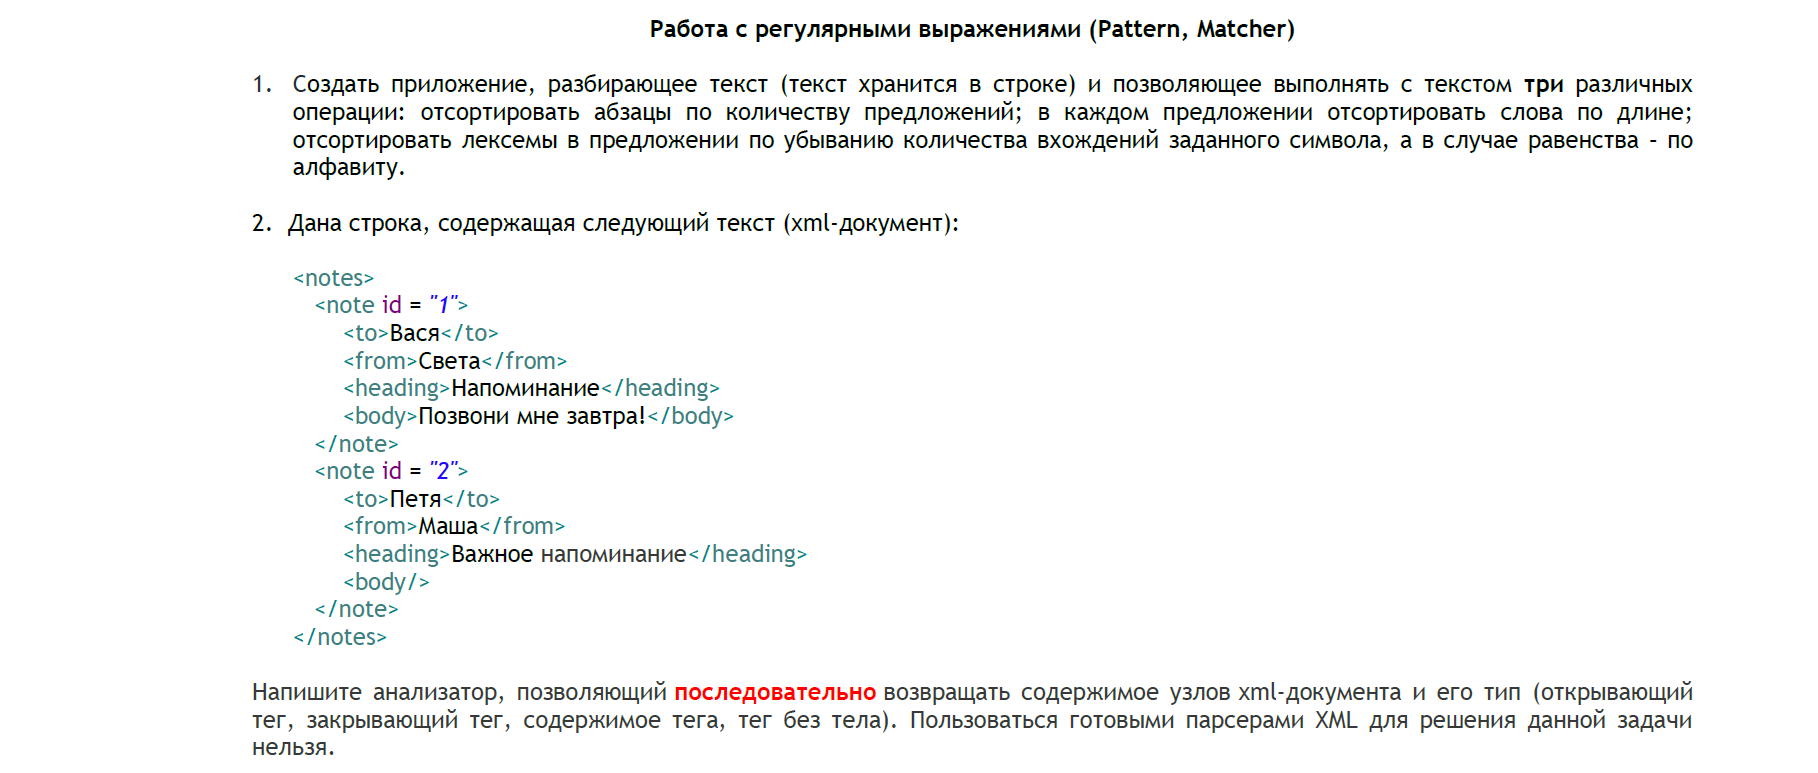 Работа с регулярными выражениями (Pattern, Matcher)
1. Создать приложение, разбирающее текст (текст хранится в строке) и позволяющее выполнять с текстом три различных
операции: отсортировать абзацы по количеству предложений; в каждом предложении отсортировать слова по длине;
отсортировать лексемы в предложении по убыванию количества вхождений заданного символа, а в случае равенства – по
алфавиту.
2. Дана строка, содержащая следующий текст (xml-документ):
<notes>
<note id = "1">
<to>Вася</to>
<from>Света</from>
<heading>Напоминание</heading>
<body>Позвони мне завтра!</body>
</note>
<note id = "2">
<to>Петя</to>
<from>Маша</from>
<heading>Важное напоминание</heading>
<body/>
</note>
</notes>
Напишите анализатор, позволяющий последовательно возвращать содержимое узлов xml-документа и его тип (открывающий
тег, закрывающий тег, содержимое тега, тег без тела). Пользоваться готовыми парсерами XML для решения данной задачи
нельзя.